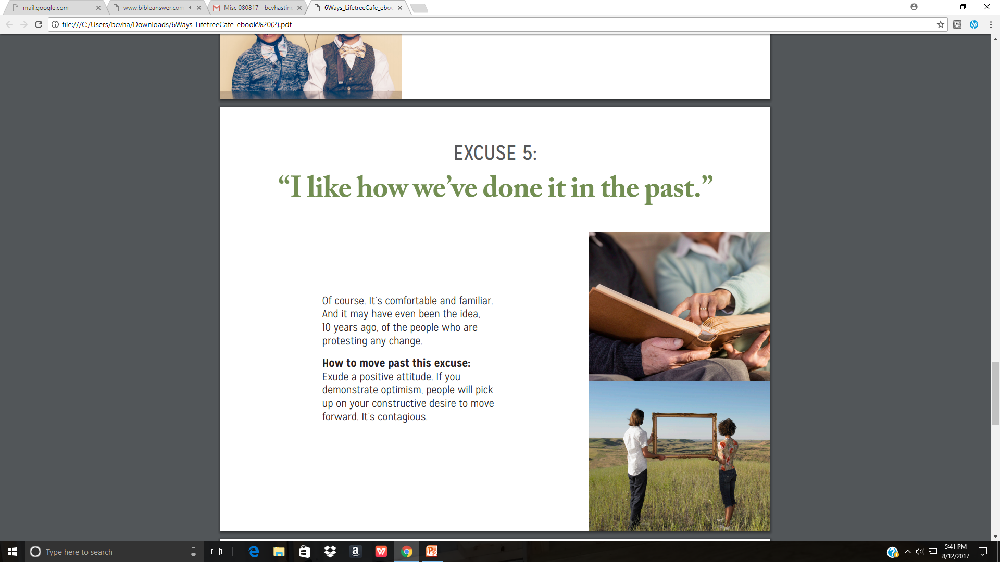 mail.google.com
www.bibleanswer.com
Misc 080817 - bcvhasting
6Ways_LifetreeCafe_eboo
file:///C:/Users/bcvha/Downloads/6Ways_LifetreeCafe_ebook%20(2).pdf
EXCUSE 5:
“I like how we’ve done it in the past.”
Of course. It’s comfortable and familiar.
And it may have even been the idea,
10 years ago, of the people who are
protesting any change.
How to move past this excuse:
Exude a positive attitude. If you
demonstrate optimism, people will pick
up on your constructive desire to move
forward. It’s contagious.
Type here to search
5:41 PM
8/12/2017